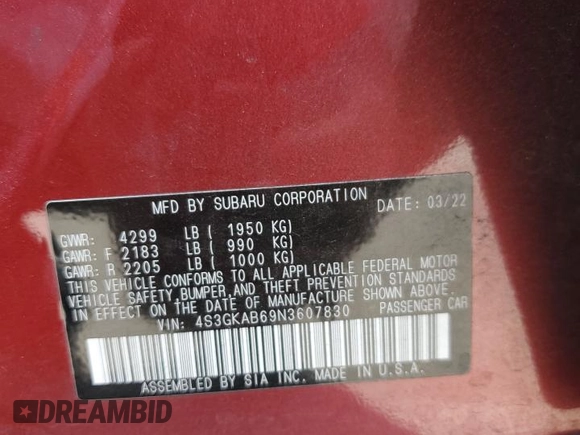 MFD BY SUBARU CORPORATION DATE: 03/22
GVWR: 4299 LB ( 1950 KG)
GAWR: F 2183 LB ( 990 KG)
GAWR: R 2205 LB ( 1000 KG)
THIS VEHICLE CONFORMS TO ALL APPLICABLE FEDERAL MOTOR
VEHICLE SAFETY,BUMPER,AND THEFT PREVENTION STANDARDS
IN EFFECT ON THE DATE OF MANUFACTURE SHOWN ABOVE.
VIN: 4S3GKAB69N3607830 PASSENGER CAR
ASSEMBLED BY SIA INC. MADE IN U.S.A.
DREAMBID